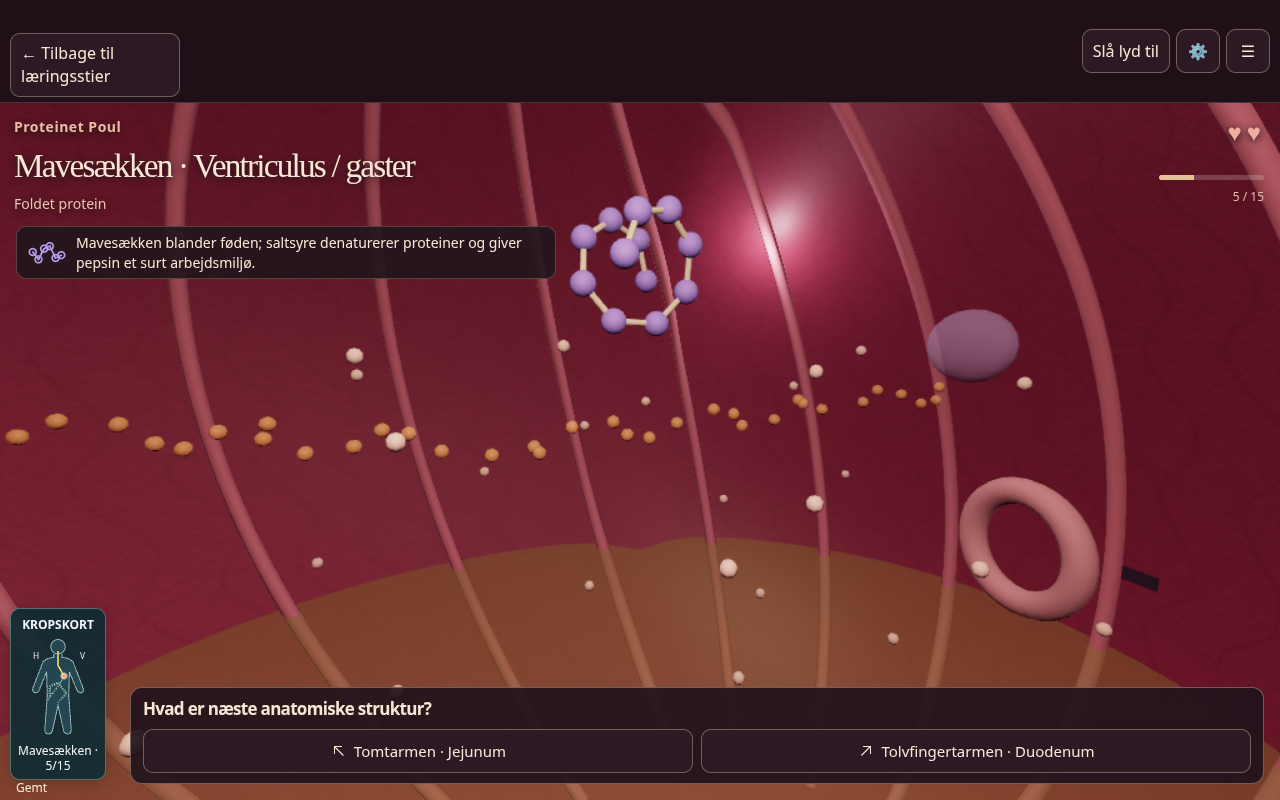 ← Tilbage til
læringsstier
Slå lyd til
Proteinet Poul
Mavesækken · Ventriculus / gaster
Foldet protein
5 / 15
Mavesækken blander føden; saltsyre denaturerer proteiner og giver
pepsin et surt arbejdsmiljø.
KROPSKORT
H V
Mavesækken ·
5/15
Gemt
Hvad er næste anatomiske struktur?
↖ Tomtarmen · Jejunum
↗ Tolvfingertarmen · Duodenum